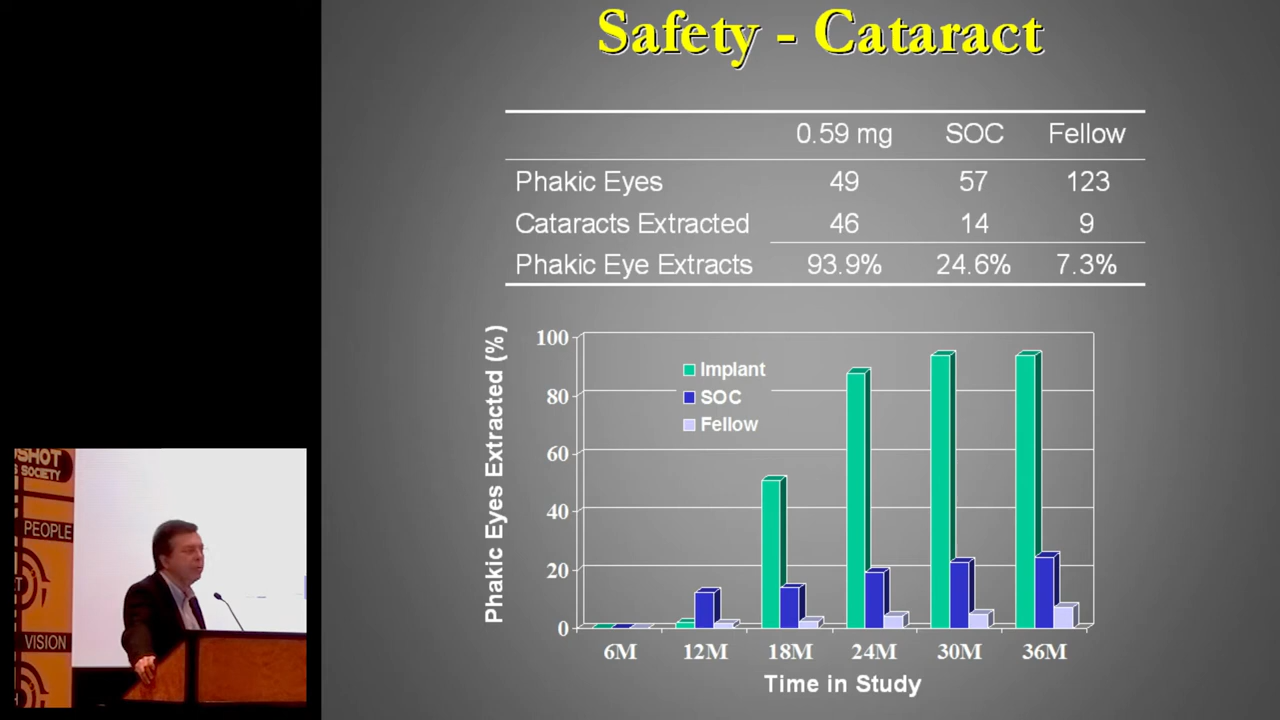 Safety - Cataract
0.59 mg SOC Fellow
Phakic Eyes 49 57 123
Cataracts Extracted 46 14 9
Phakic Eye Extracts 93.9% 24.6% 7.3%
Phakic Eyes Extracted (%)
100
80
60
40
20
0
Implant
SOC
Fellow
6M 12M 18M 24M 30M 36M
Time in Study
SOCIETY
PEOPLE
VISION